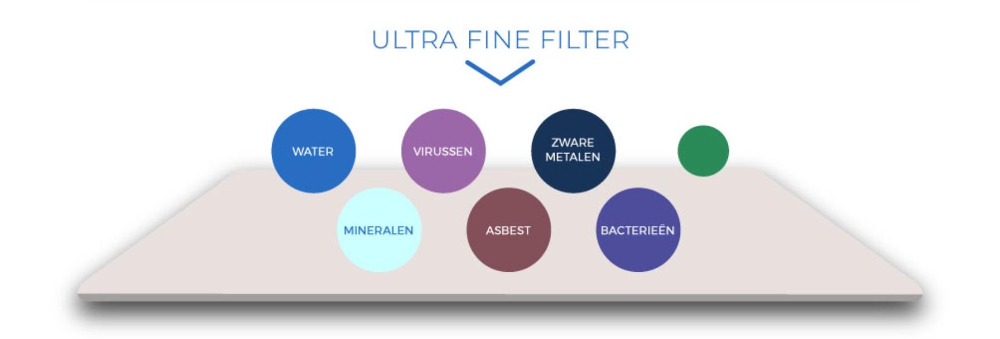 ULTRA FINE FILTER
WATER
VIRUSSEN
ZWARE
METALEN
MINERALEN
ASBEST
BACTERIEËN